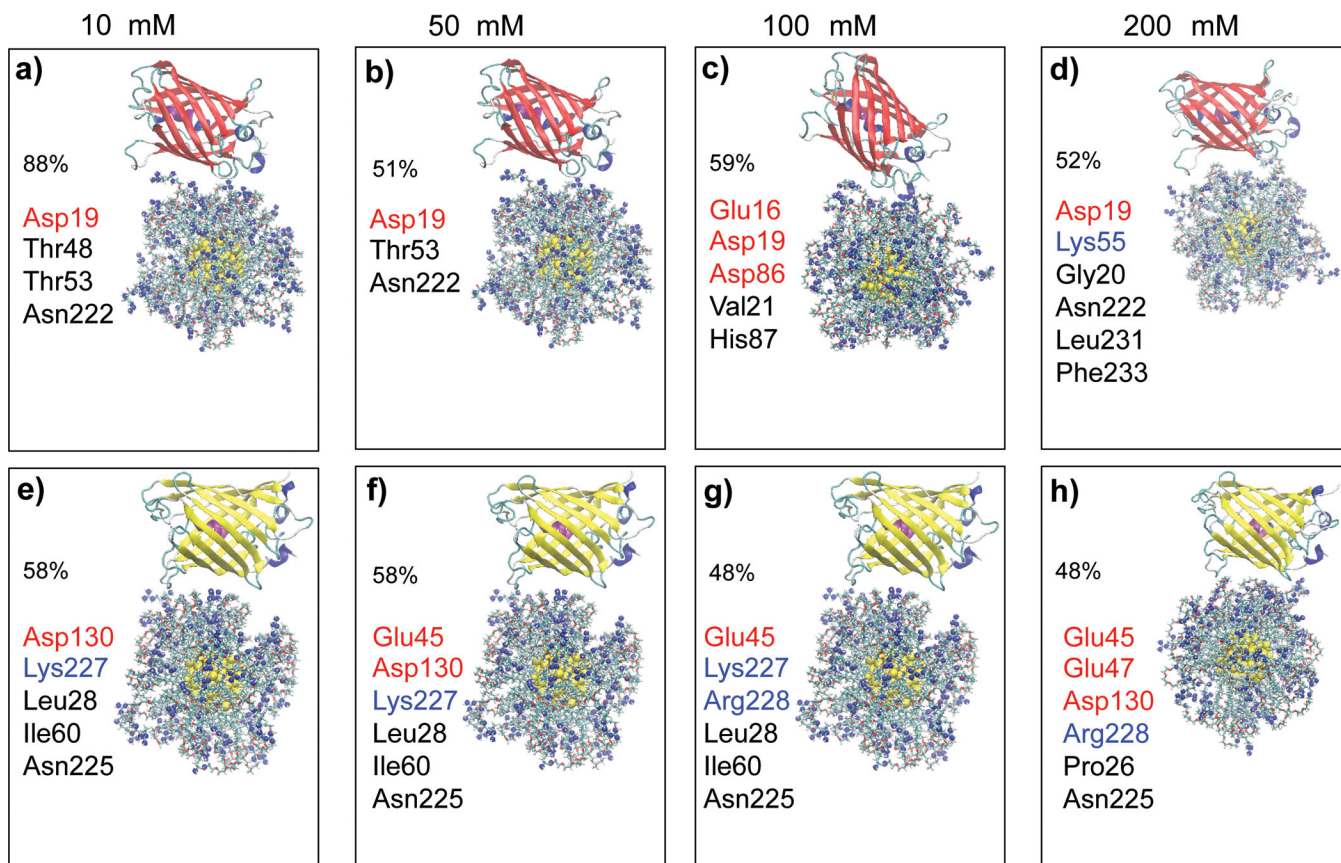 10 mM
50 mM
100 mM
200 mM
a)
88%
Asp19
Thr48
Thr53
Asn222
b)
51%
Asp19
Thr53
Asn222
c)
59%
Glu16
Asp19
Asp86
Val21
His87
d)
52%
Asp19
Lys55
Gly20
Asn222
Leu231
Phe233
e)
58%
Asp130
Lys227
Leu28
Ile60
Asn225
f)
58%
Glu45
Asp130
Lys227
Leu28
Ile60
Asn225
g)
48%
Glu45
Lys227
Arg228
Leu28
Ile60
Asn225
h)
48%
Glu45
Glu47
Asp130
Arg228
Pro26
Asn225